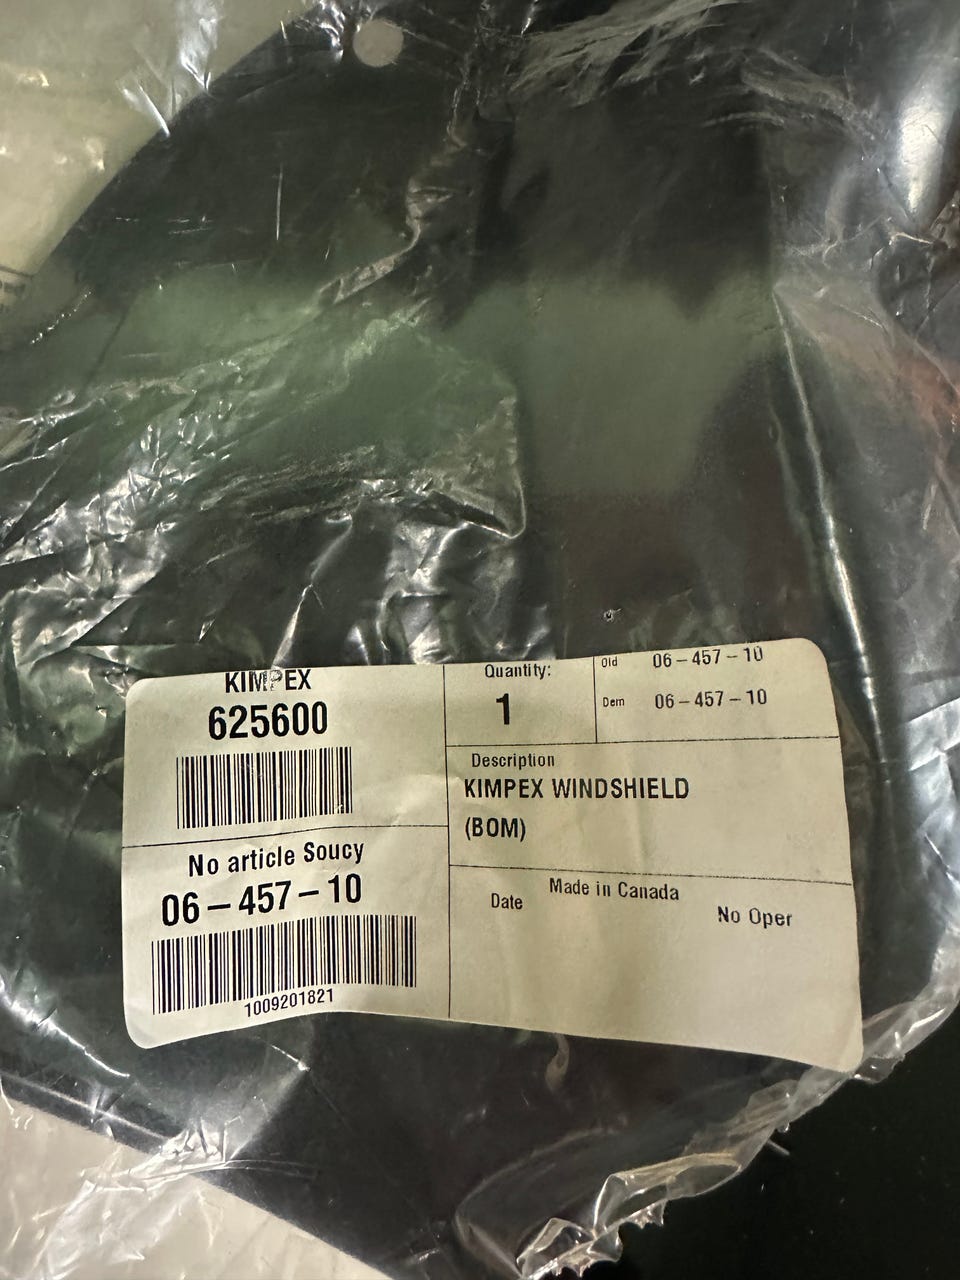 KIMPEX
625600
No article Soucy
06-457-10
1009201821
Quantity:
1
Old 06-457-10
Dem 06-457-10
Description
KIMPEX WINDSHIELD
(BOM)
Made in Canada
Date
No Oper